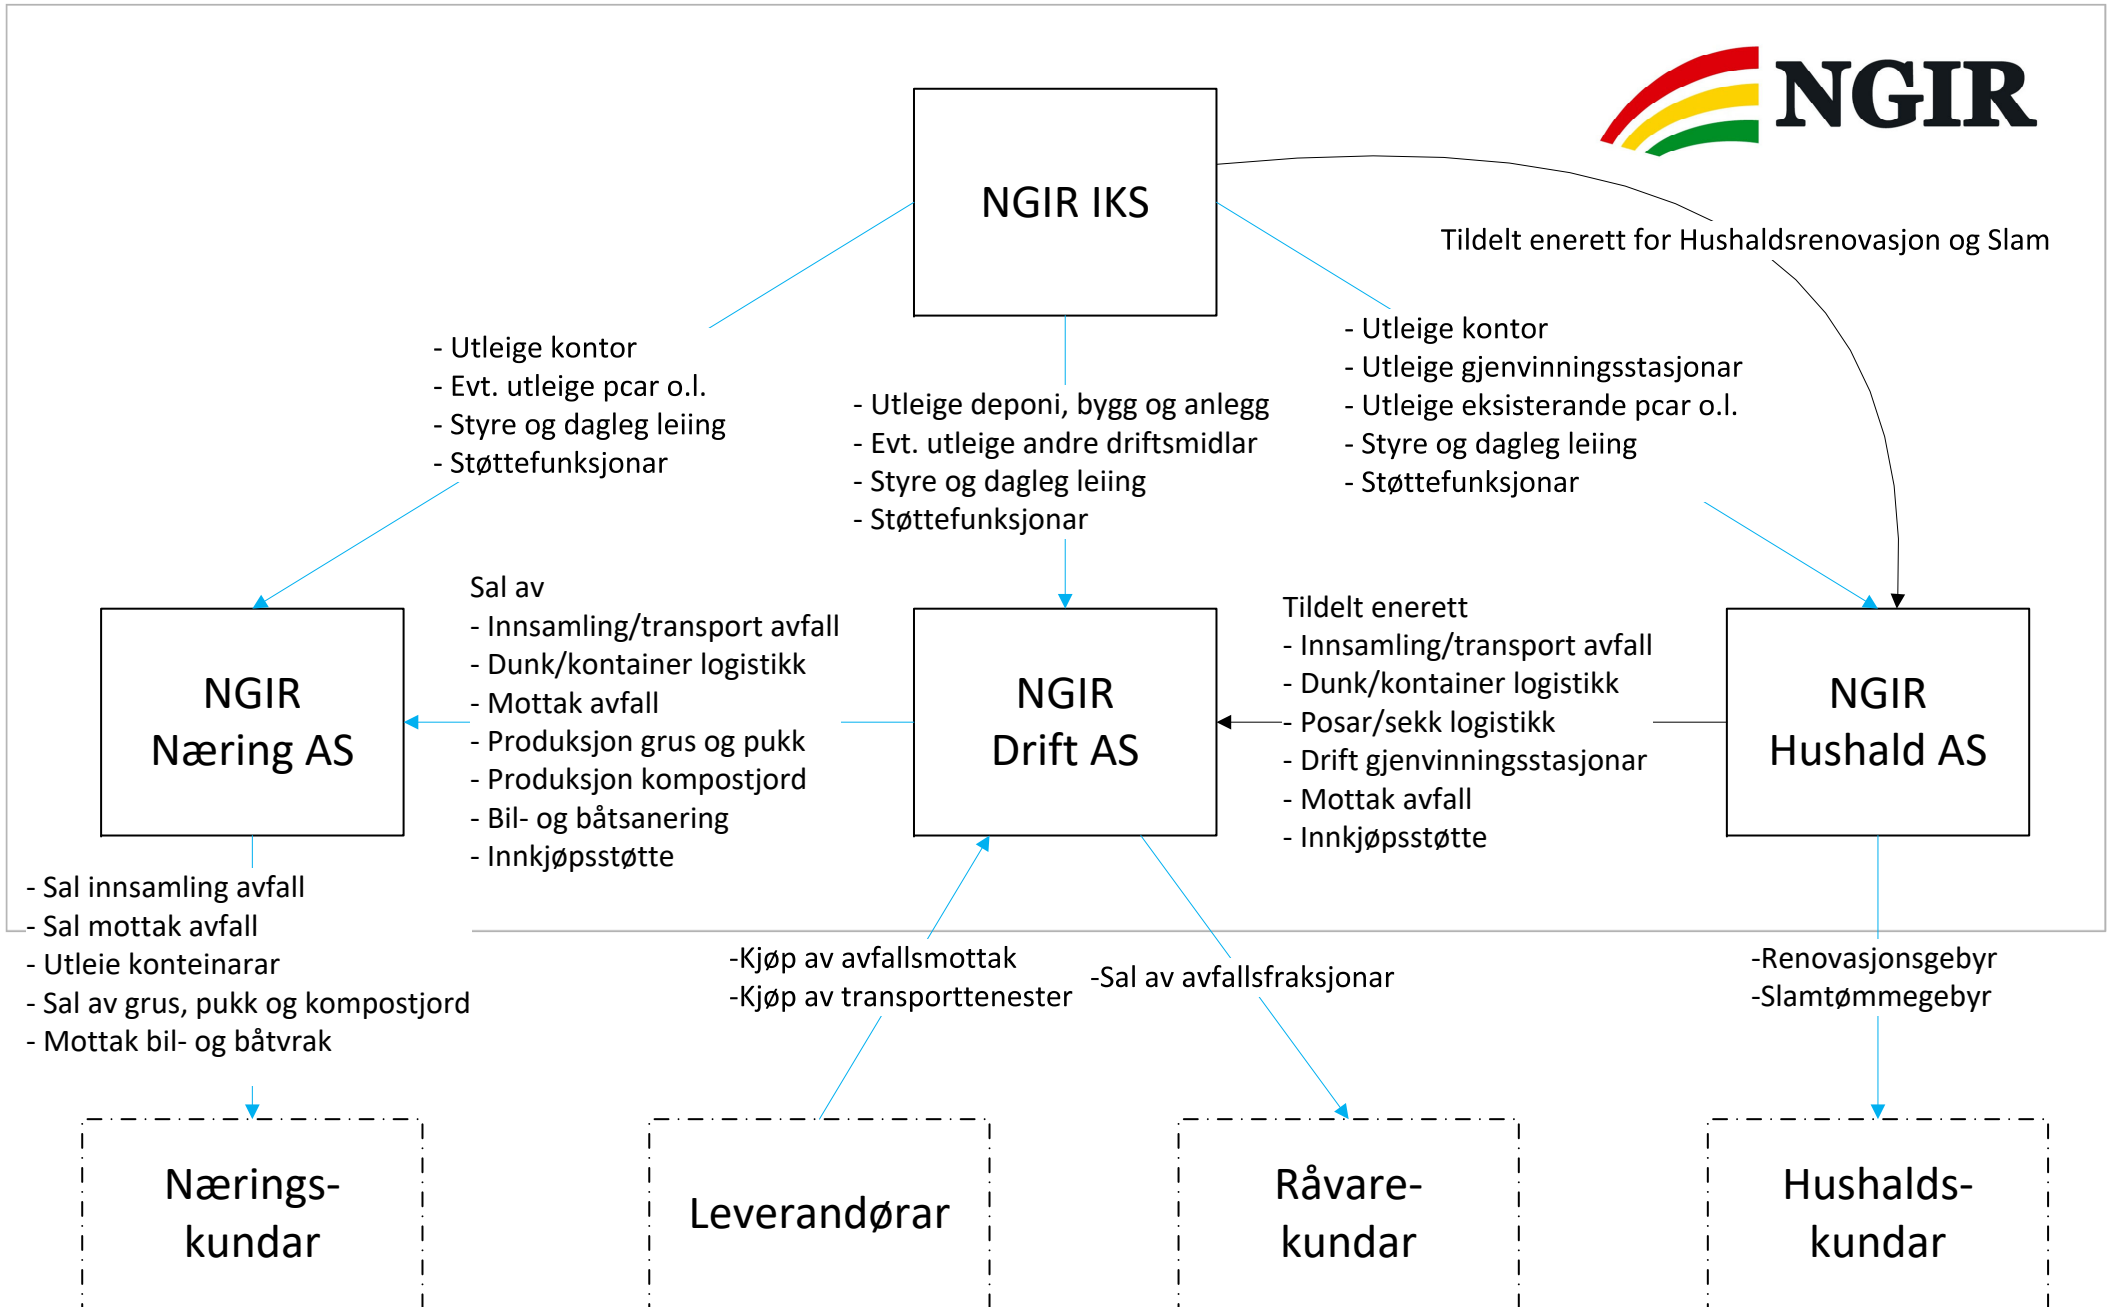 NGIR
NGIR IKS
Tildelt enerett for Hushaldsrenovasjon og Slam
- Utleige kontor
- Evt. utleige pcar o.l.
- Styre og dagleg leiing
- Støttefunksjonar
- Utleige deponi, bygg og anlegg
- Evt. utleige andre driftsmidlar
- Styre og dagleg leiing
- Støttefunksjonar
- Utleige kontor
- Utleige gjenvinningsstasjonar
- Utleige eksisterande pcar o.l.
- Styre og dagleg leiing
- Støttefunksjonar
NGIR
Næring AS
Sal av
- Innsamling/transport avfall
- Dunk/kontainer logistikk
- Mottak avfall
- Produksjon grus og pukk
- Produksjon kompostjord
- Bil- og båtsanering
- Innkjøpsstøtte
NGIR
Drift AS
Tildelt enerett
- Innsamling/transport avfall
- Dunk/kontainer logistikk
- Posar/sekk logistikk
- Drift gjenvinningsstasjonar
- Mottak avfall
- Innkjøpsstøtte
NGIR
Hushald AS
- Sal innsamling avfall
- Sal mottak avfall
- Utleie konteinarar
- Sal av grus, pukk og kompostjord
- Mottak bil- og båtvrak
-Kjøp av avfallsmottak
-Kjøp av transporttenester
-Sal av avfallsfraksjonar
-Renovasjonsgebyr
-Slamtømmegebyr
Nærings-
kundar
Leverandørar
Råvare-
kundar
Hushalds-
kundar